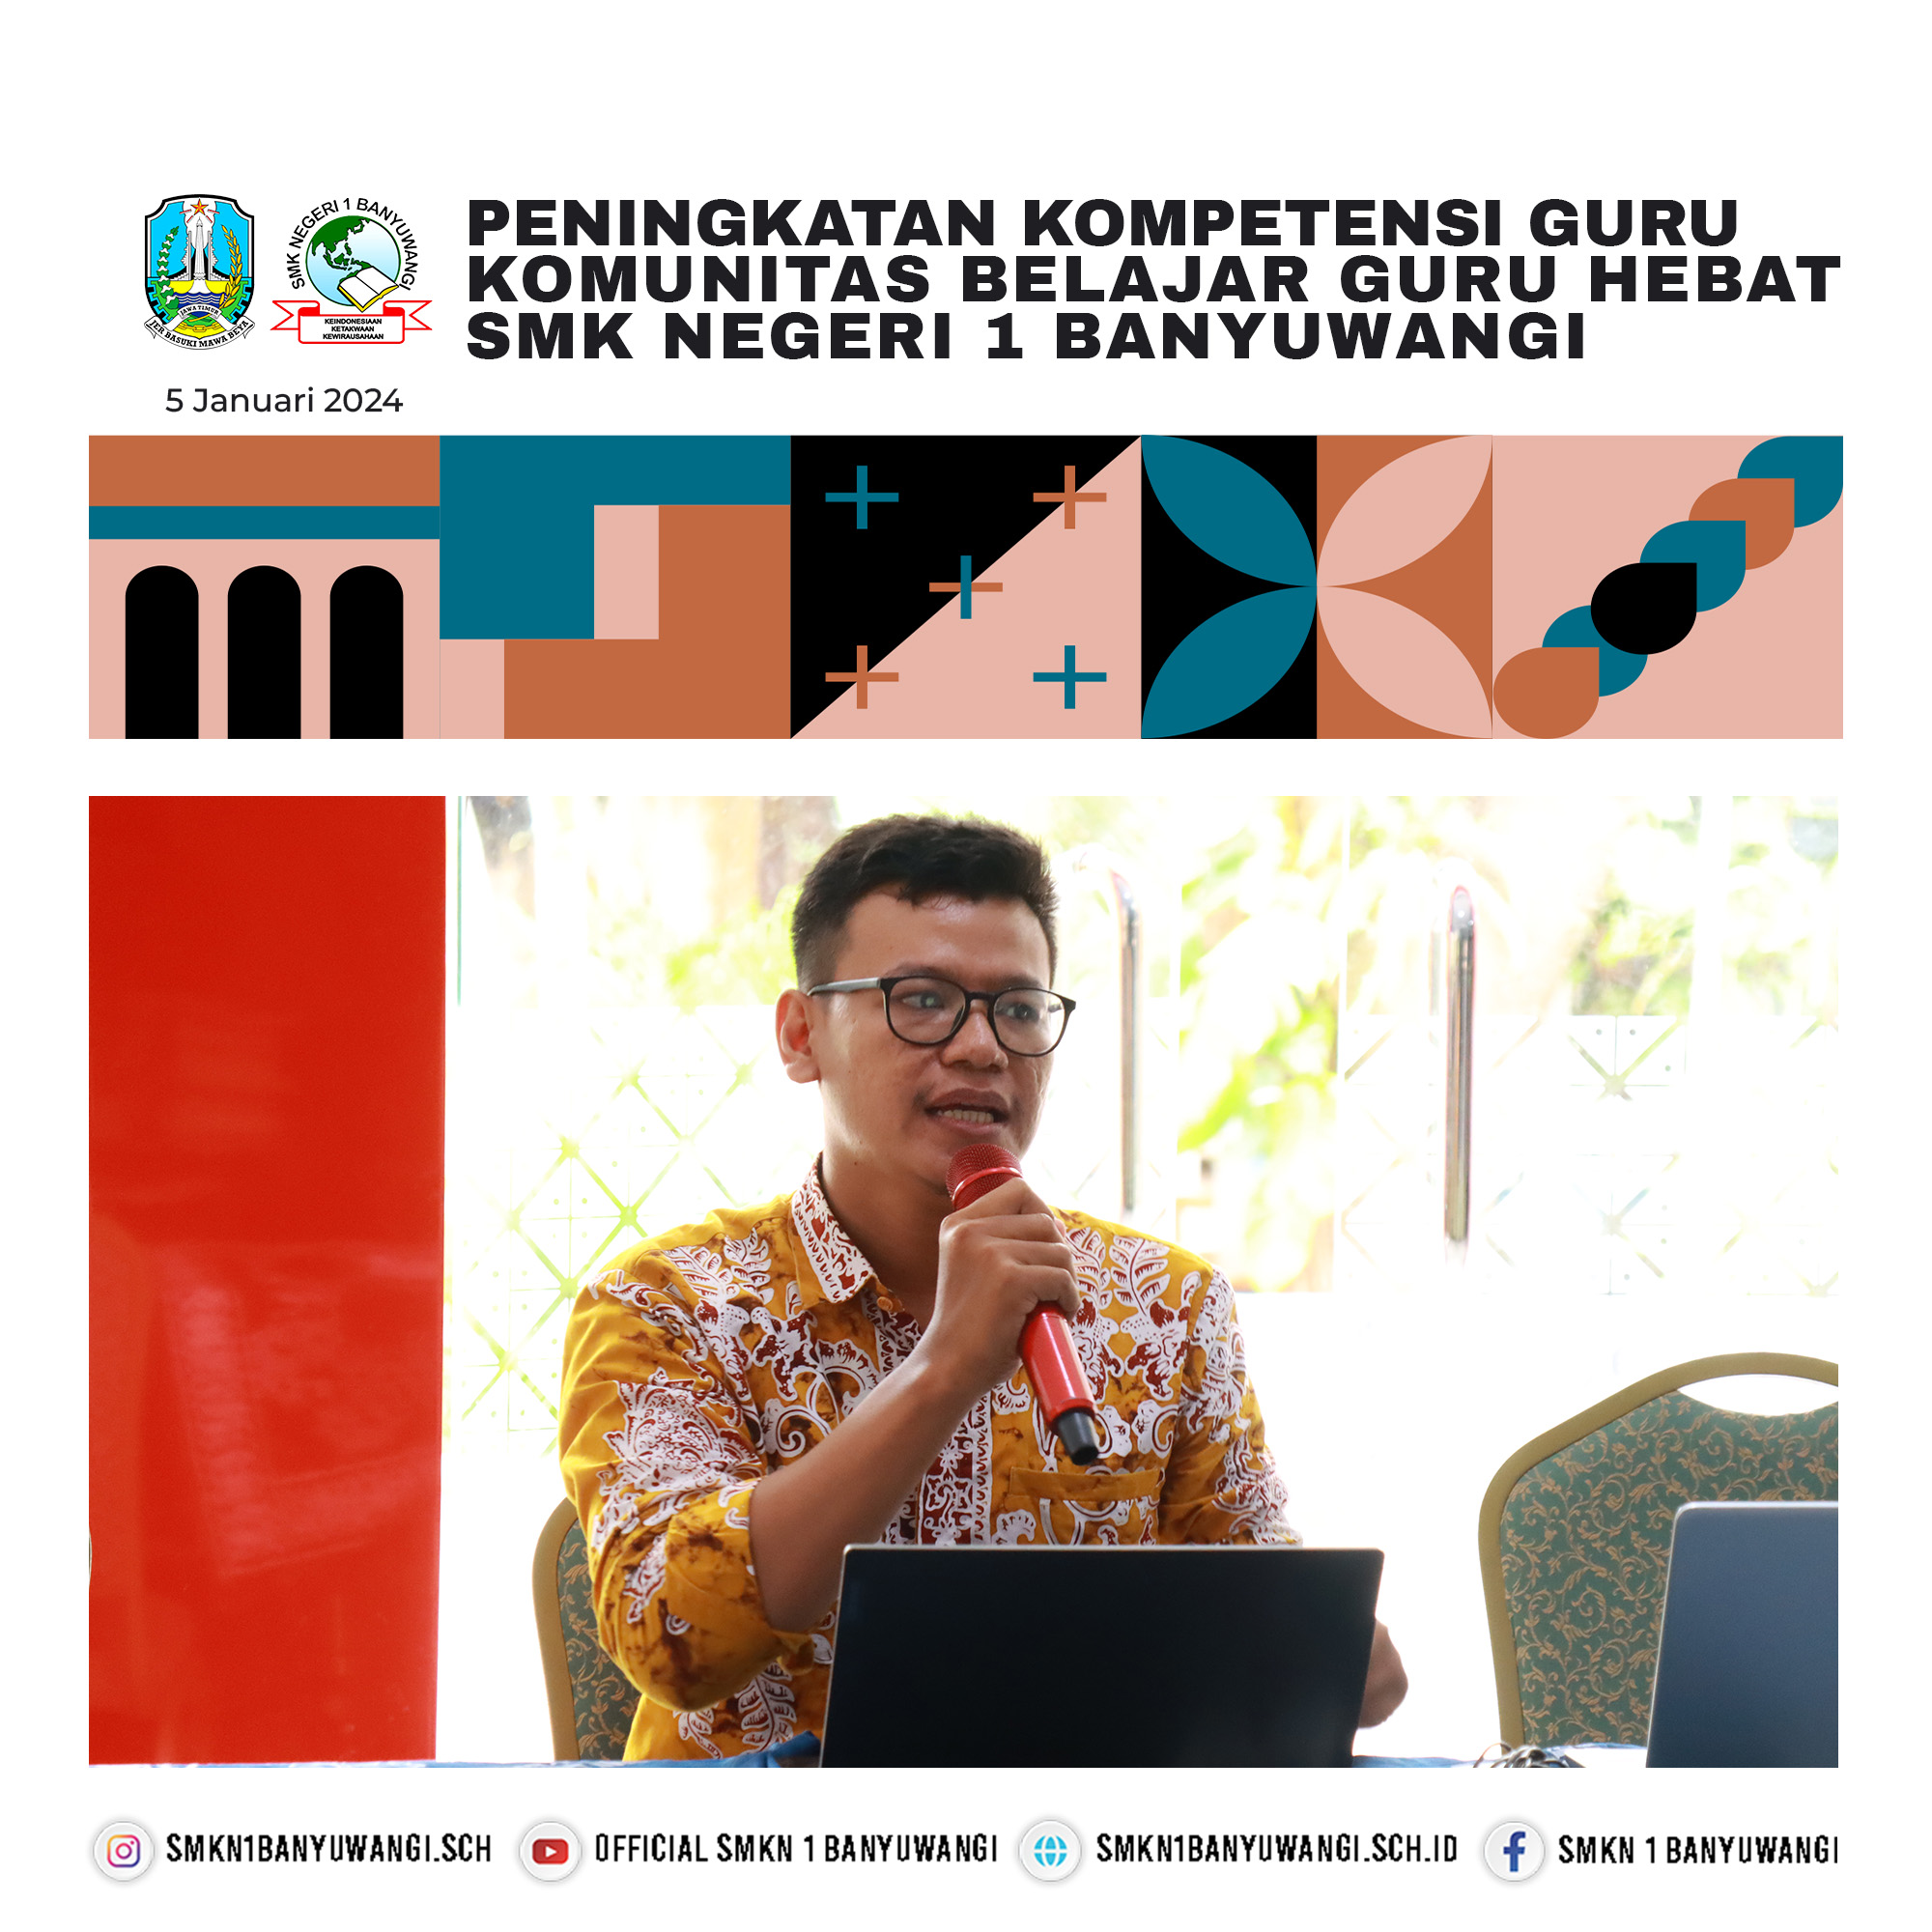 JAWA TIMUR
JER BASUKI MAWA BEYA
SMK NEGERI 1 BANYUWANGI
KEINDONESIAAN
KETAKWAAN
KEWIRAUSAHAAN
PENINGKATAN KOMPETENSI GURU
KOMUNITAS BELAJAR GURU HEBAT
SMK NEGERI 1 BANYUWANGI
5 Januari 2024
SMKN1BANYUWANGI.SCH
OFFICIAL SMKN 1 BANYUWANGI
SMKN1BANYUWANGI.SCH.ID
SMKN 1 BANYUWANGI